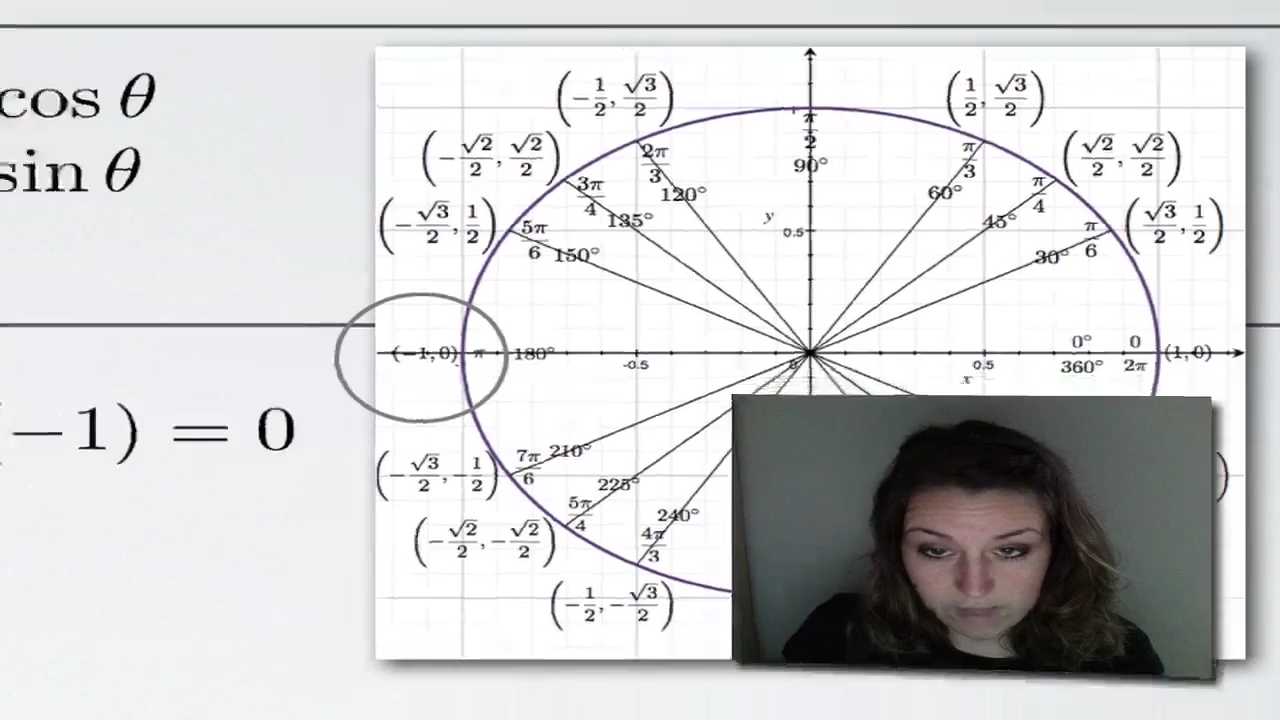 cos θ
sin θ
(−1) = 0
(−1/2, √3/2)
(1/2, √3/2)
(−√2/2, √2/2)
(√2/2, √2/2)
(−√3/2, 1/2)
(√3/2, 1/2)
π/2
90°
2π/3
120°
π/3
60°
3π/4
135°
π/4
45°
5π/6
150°
π/6
30°
y
0.5
(−1, 0) π 180°
-0.5
0
0.5
x
0° 0
360° 2π
(1, 0)
7π/6
210°
(−√3/2, −1/2)
5π/4
225°
(−√2/2, −√2/2)
4π/3
240°
(−1/2, −√3/2)
)